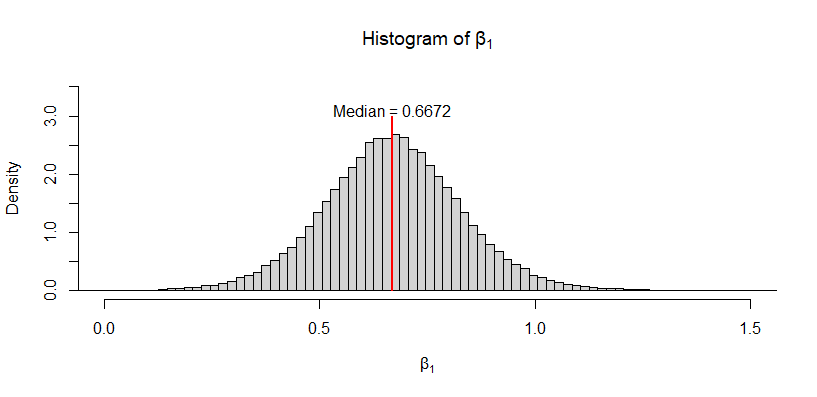 Histogram of β₁
Median = 0.6672
Density
3.0
2.0
1.0
0.0
0.0 0.5 1.0 1.5
β₁